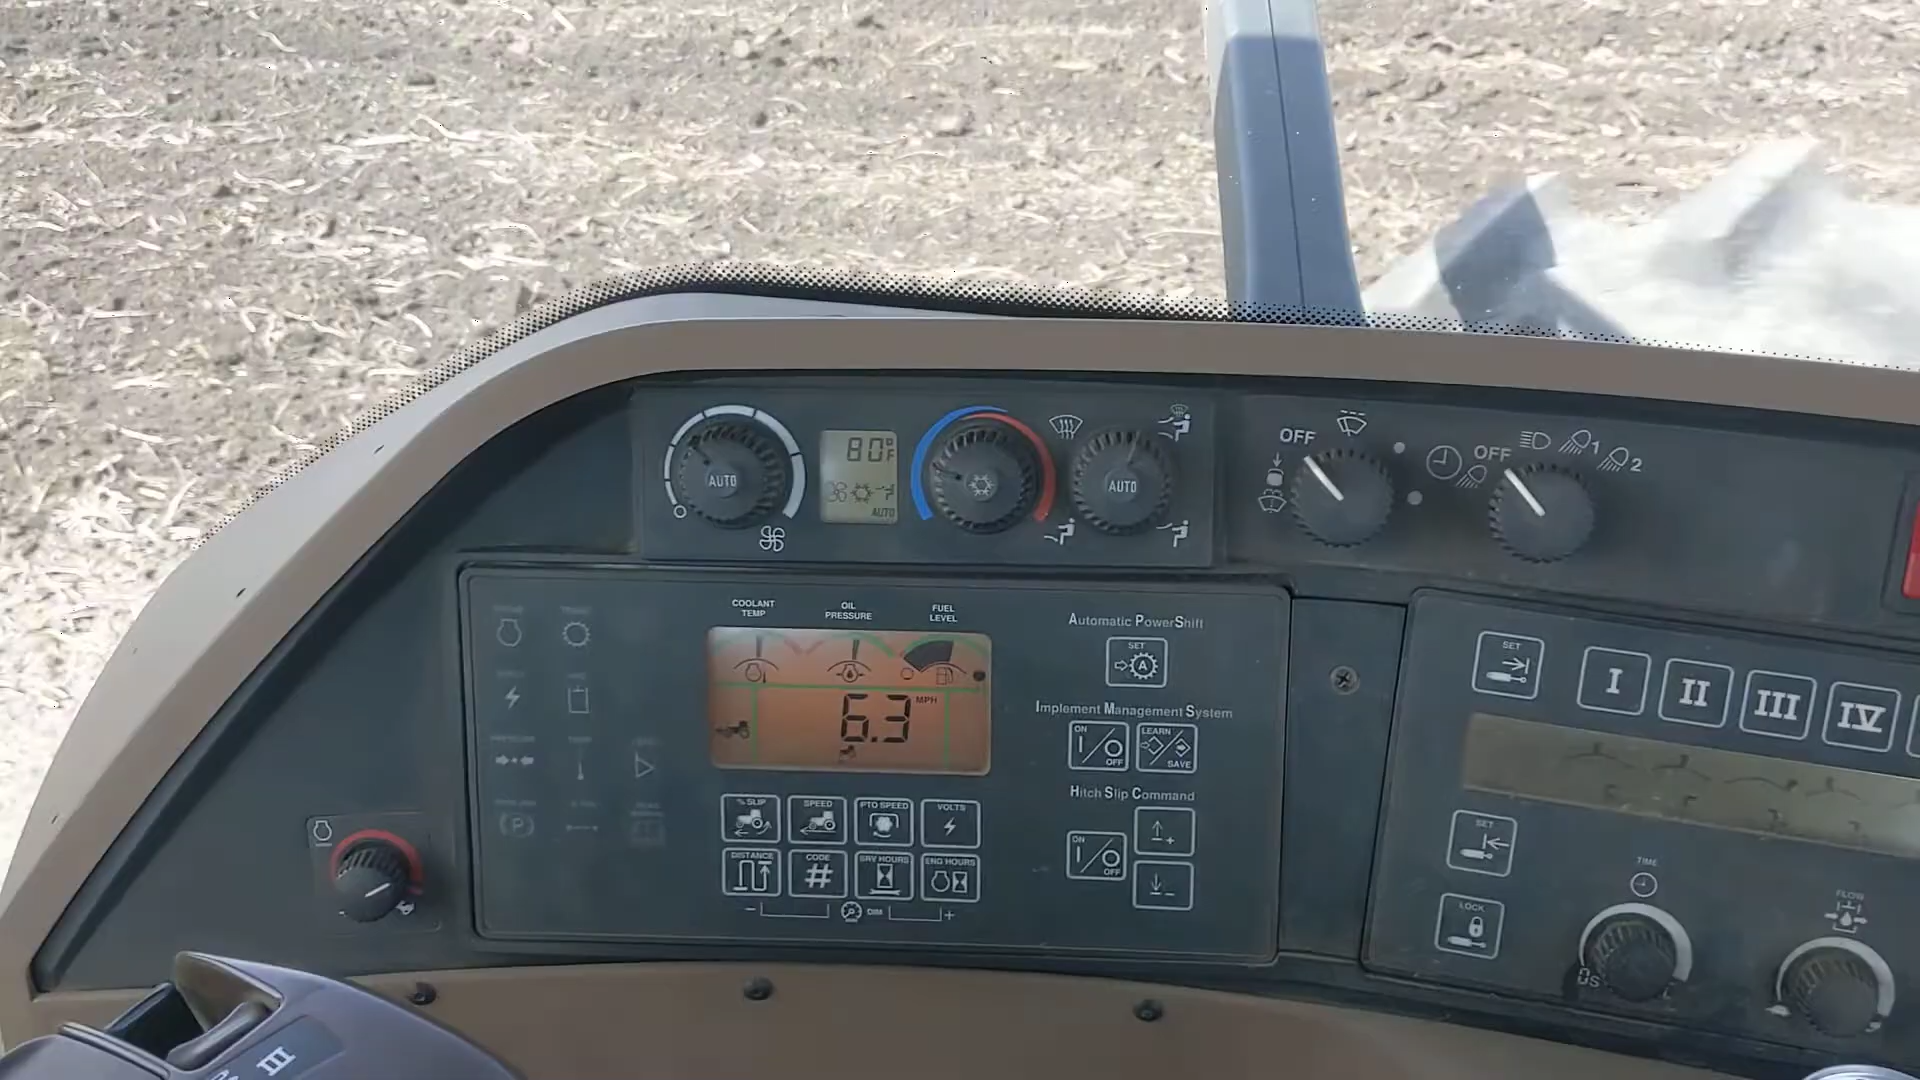 80°F
AUTO
AUTO
AUTO
OFF
OFF
1
2
COOLANT TEMP
OIL PRESSURE
FUEL LEVEL
6.3 MPH
% SLIP
SPEED
PTO SPEED
VOLTS
DISTANCE
CODE
#
SRV HOURS
ENG HOURS
− DIM +
Automatic PowerShift
SET
A
Implement Management System
ON
I/O
OFF
LEARN
SAVE
Hitch Slip Command
ON
I/O
OFF
+
−
P
SET
I
II
III
IV
SET
LOCK
TIME
FLOW
III